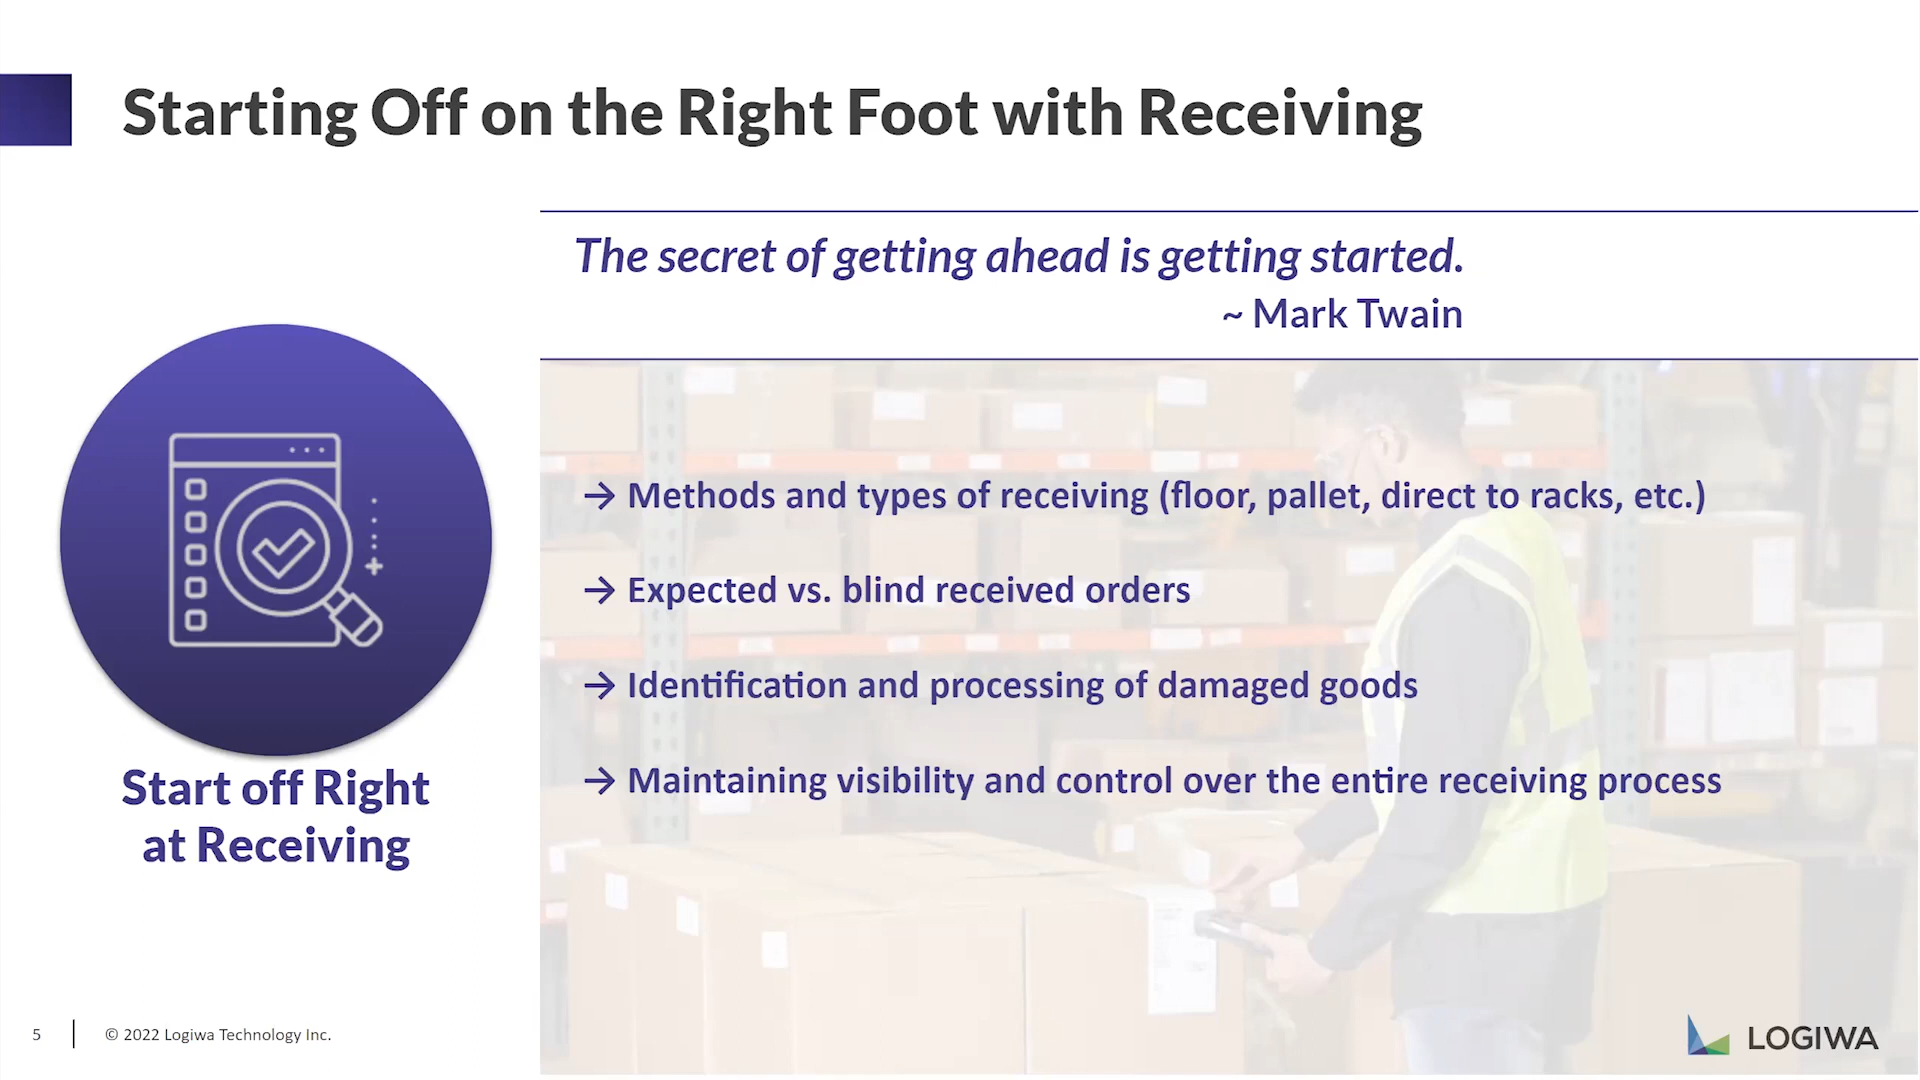 Starting Off on the Right Foot with Receiving
The secret of getting ahead is getting started.
~ Mark Twain
→ Methods and types of receiving (floor, pallet, direct to racks, etc.)
→ Expected vs. blind received orders
→ Identification and processing of damaged goods
→ Maintaining visibility and control over the entire receiving process
Start off Right
at Receiving
5
© 2022 Logiwa Technology Inc.
LOGIWA